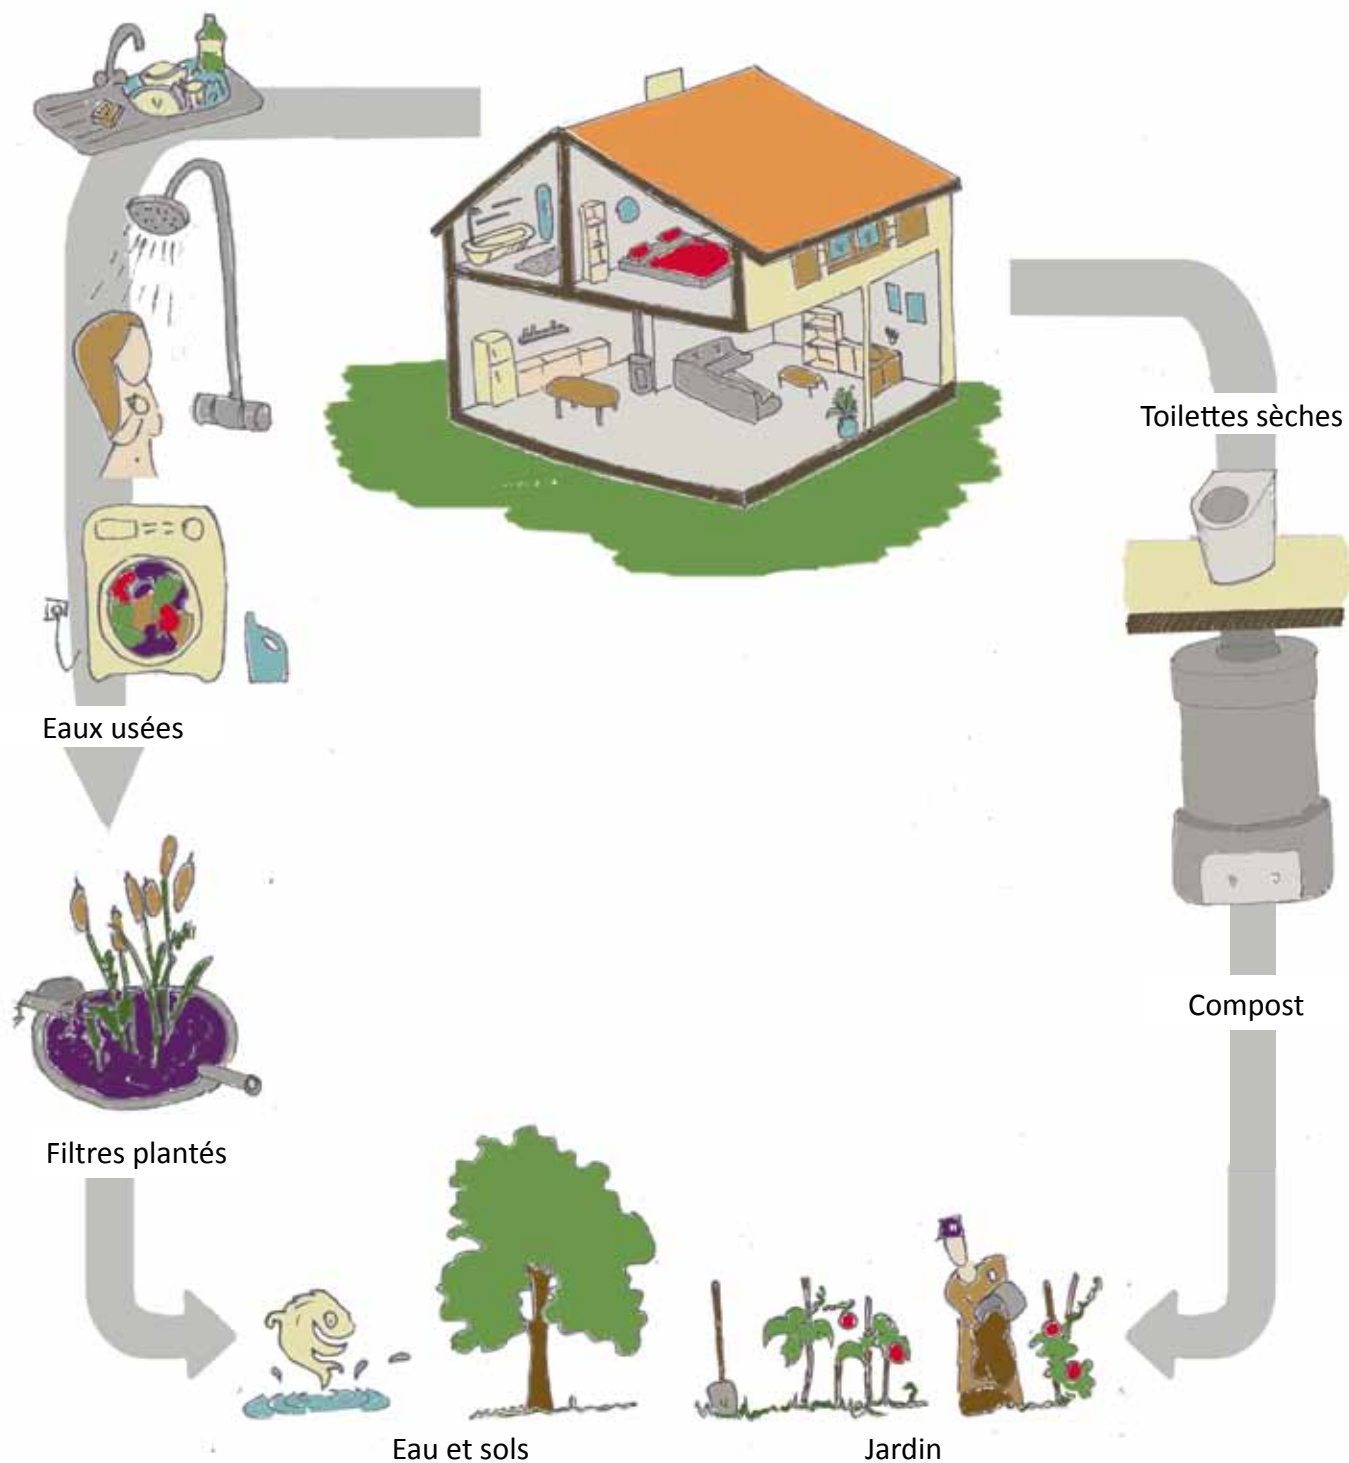 Toilettes sèches
Eaux usées
Compost
Filtres plantés
Eau et sols
Jardin